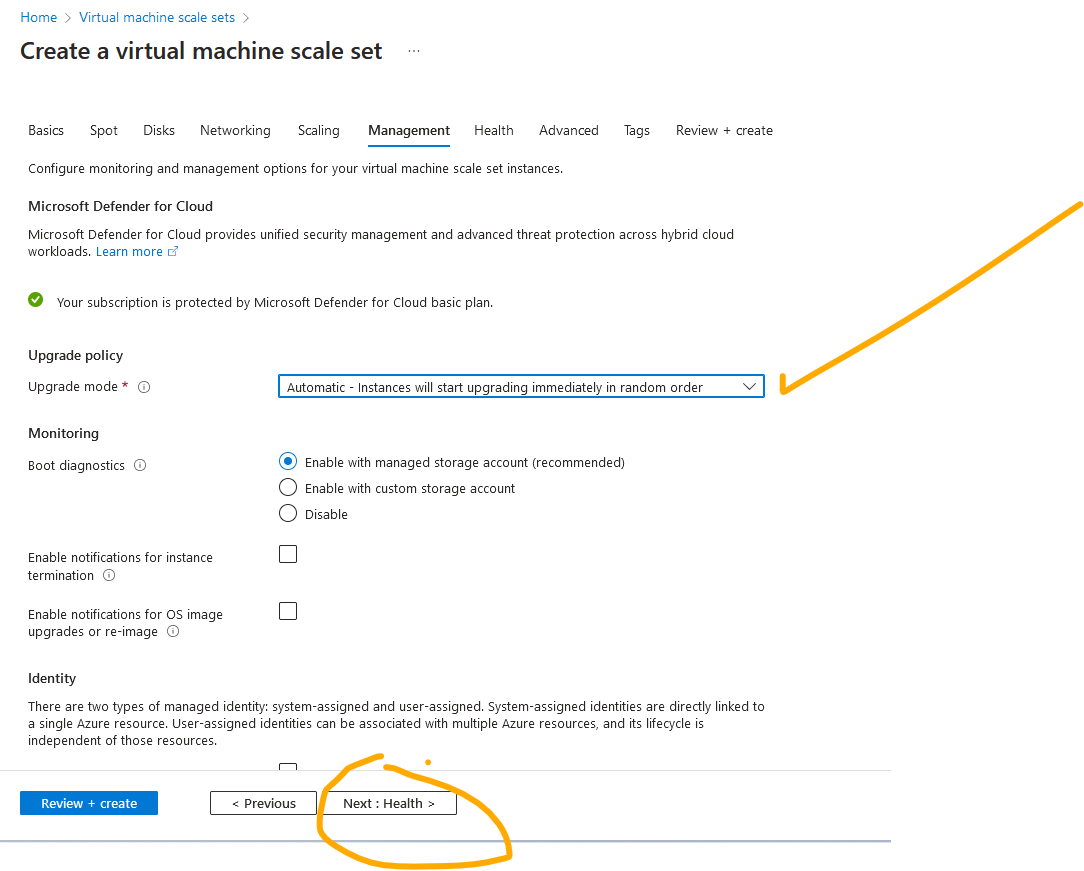 Home > Virtual machine scale sets >
Create a virtual machine scale set ...
Basics Spot Disks Networking Scaling Management Health Advanced Tags Review + create
Configure monitoring and management options for your virtual machine scale set instances.
Microsoft Defender for Cloud
Microsoft Defender for Cloud provides unified security management and advanced threat protection across hybrid cloud
workloads. Learn more
Your subscription is protected by Microsoft Defender for Cloud basic plan.
Upgrade policy
Upgrade mode * Automatic - Instances will start upgrading immediately in random order
Monitoring
Boot diagnostics Enable with managed storage account (recommended)
Enable with custom storage account
Disable
Enable notifications for instance
termination
Enable notifications for OS image
upgrades or re-image
Identity
There are two types of managed identity: system-assigned and user-assigned. System-assigned identities are directly linked to
a single Azure resource. User-assigned identities can be associated with multiple Azure resources, and its lifecycle is
independent of those resources.
Review + create < Previous Next : Health >